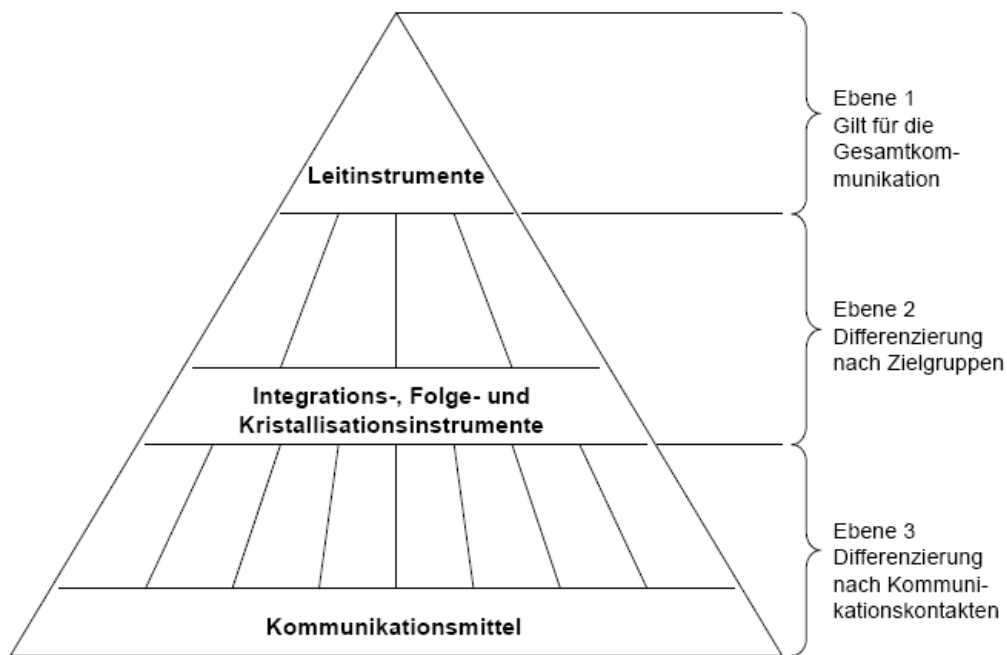 Leitinstrumente
Ebene 1
Gilt für die
Gesamtkom-
munikation
Integrations-, Folge- und
Kristallisationsinstrumente
Ebene 2
Differenzierung
nach Zielgruppen
Kommunikationsmittel
Ebene 3
Differenzierung
nach Kommuni-
kationskontakten